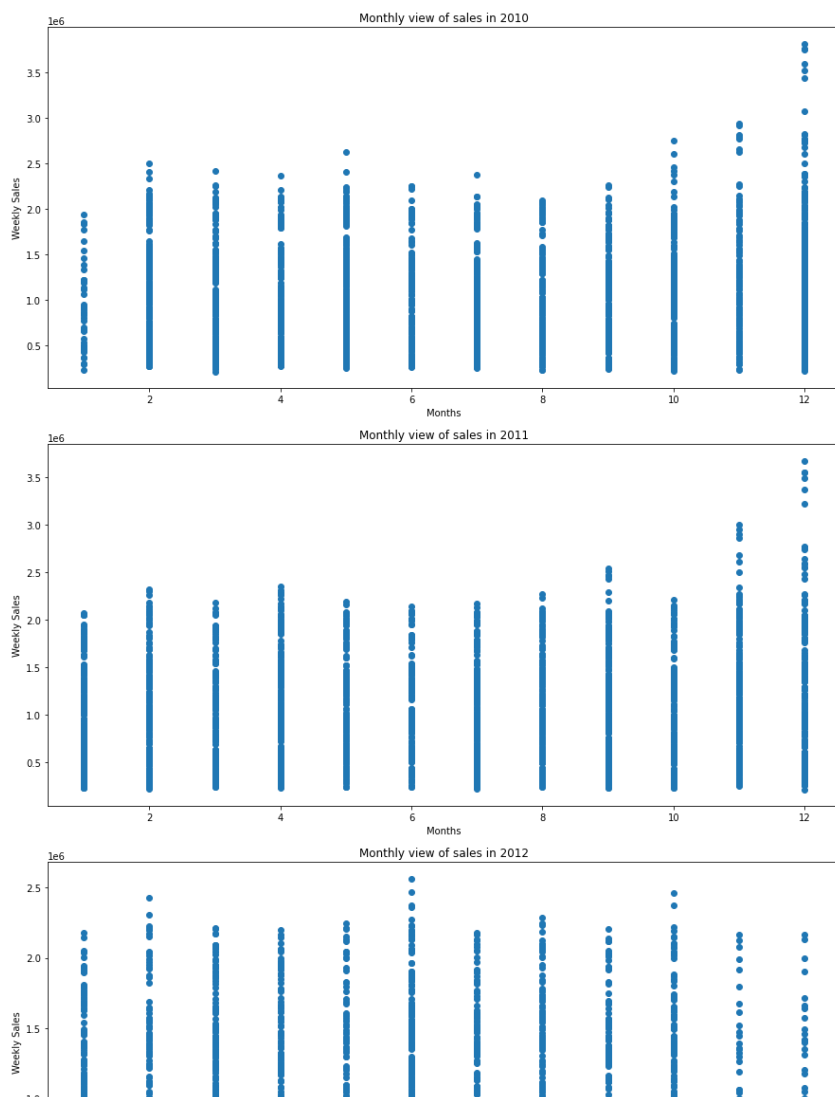 Monthly view of sales in 2010
1e6
3.5
3.0
2.5
2.0
1.5
1.0
0.5
Weekly Sales
2 4 6 8 10 12
Months
Monthly view of sales in 2011
1e6
3.5
3.0
2.5
2.0
1.5
1.0
0.5
Weekly Sales
2 4 6 8 10 12
Months
Monthly view of sales in 2012
1e6
2.5
2.0
1.5
1.0
Weekly Sales